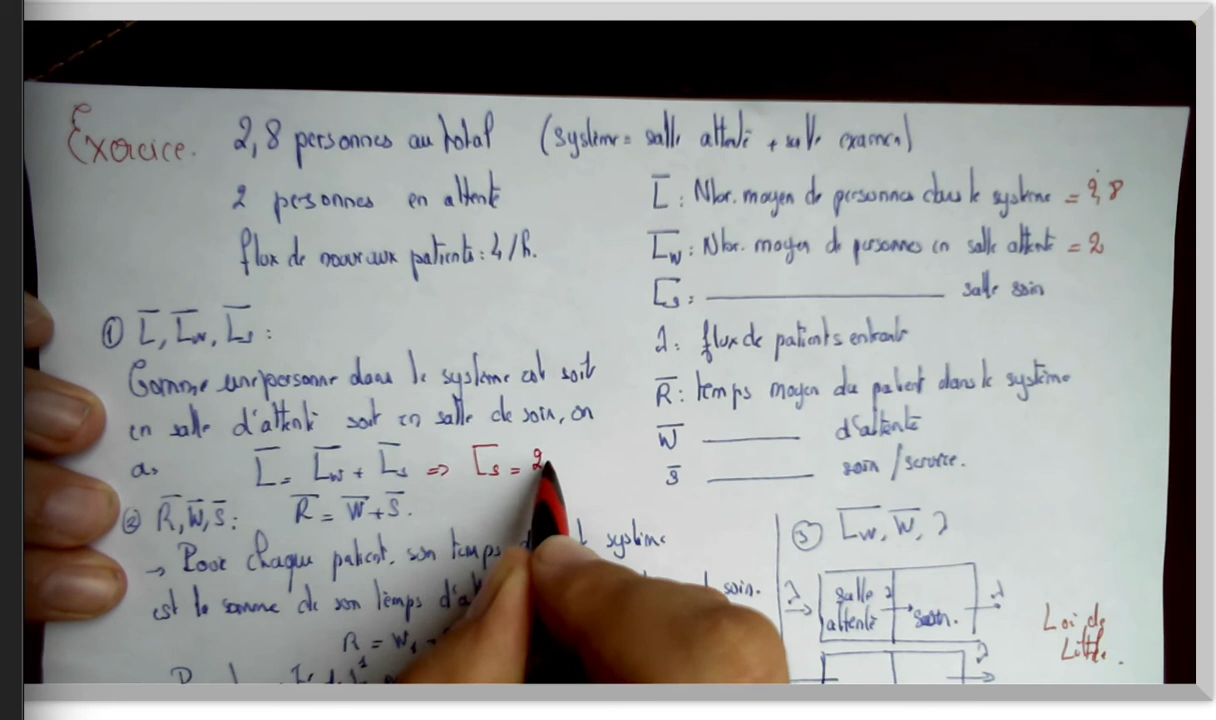 Exercice. 2,8 personnes au total (système = salle attente + salle examen)
2 personnes en attente
flux de nouveaux patients : 4/h.
L̅ : Nbr. moyen de personnes dans le système = 2,8
L̅w : Nbr. moyen de personnes en salle attente = 2
L̅s : ―――――― salle soin
λ : flux de patients entrants
R̅ : temps moyen du patient dans le système
W̅ ――― d'attente
S̅ ――― soin / service.
① L̅, L̅w, L̅s :
Comme une personne dans le système est soit
en salle d'attente soit en salle de soin, on
a, L̅ = L̅w + L̅s => L̅s = 2
② R̅, W̅, S̅ : R̅ = W̅ + S̅.
→ Pour chaque patient, son temps système
est la somme de son temps soin.
R = W₁
③ L̅w, W̅, λ
λ salle attente soin. λ
λ
Loi de
Little.